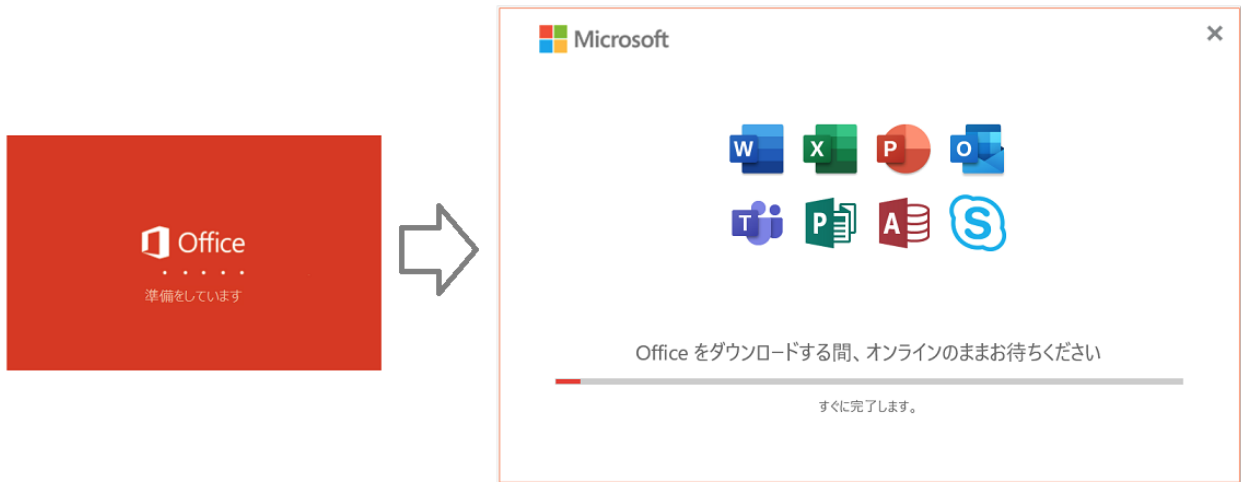 Office
準備をしています
Microsoft
W X P O
T P A S
Office をダウンロードする間、オンラインのままお待ちください
すぐに完了します。